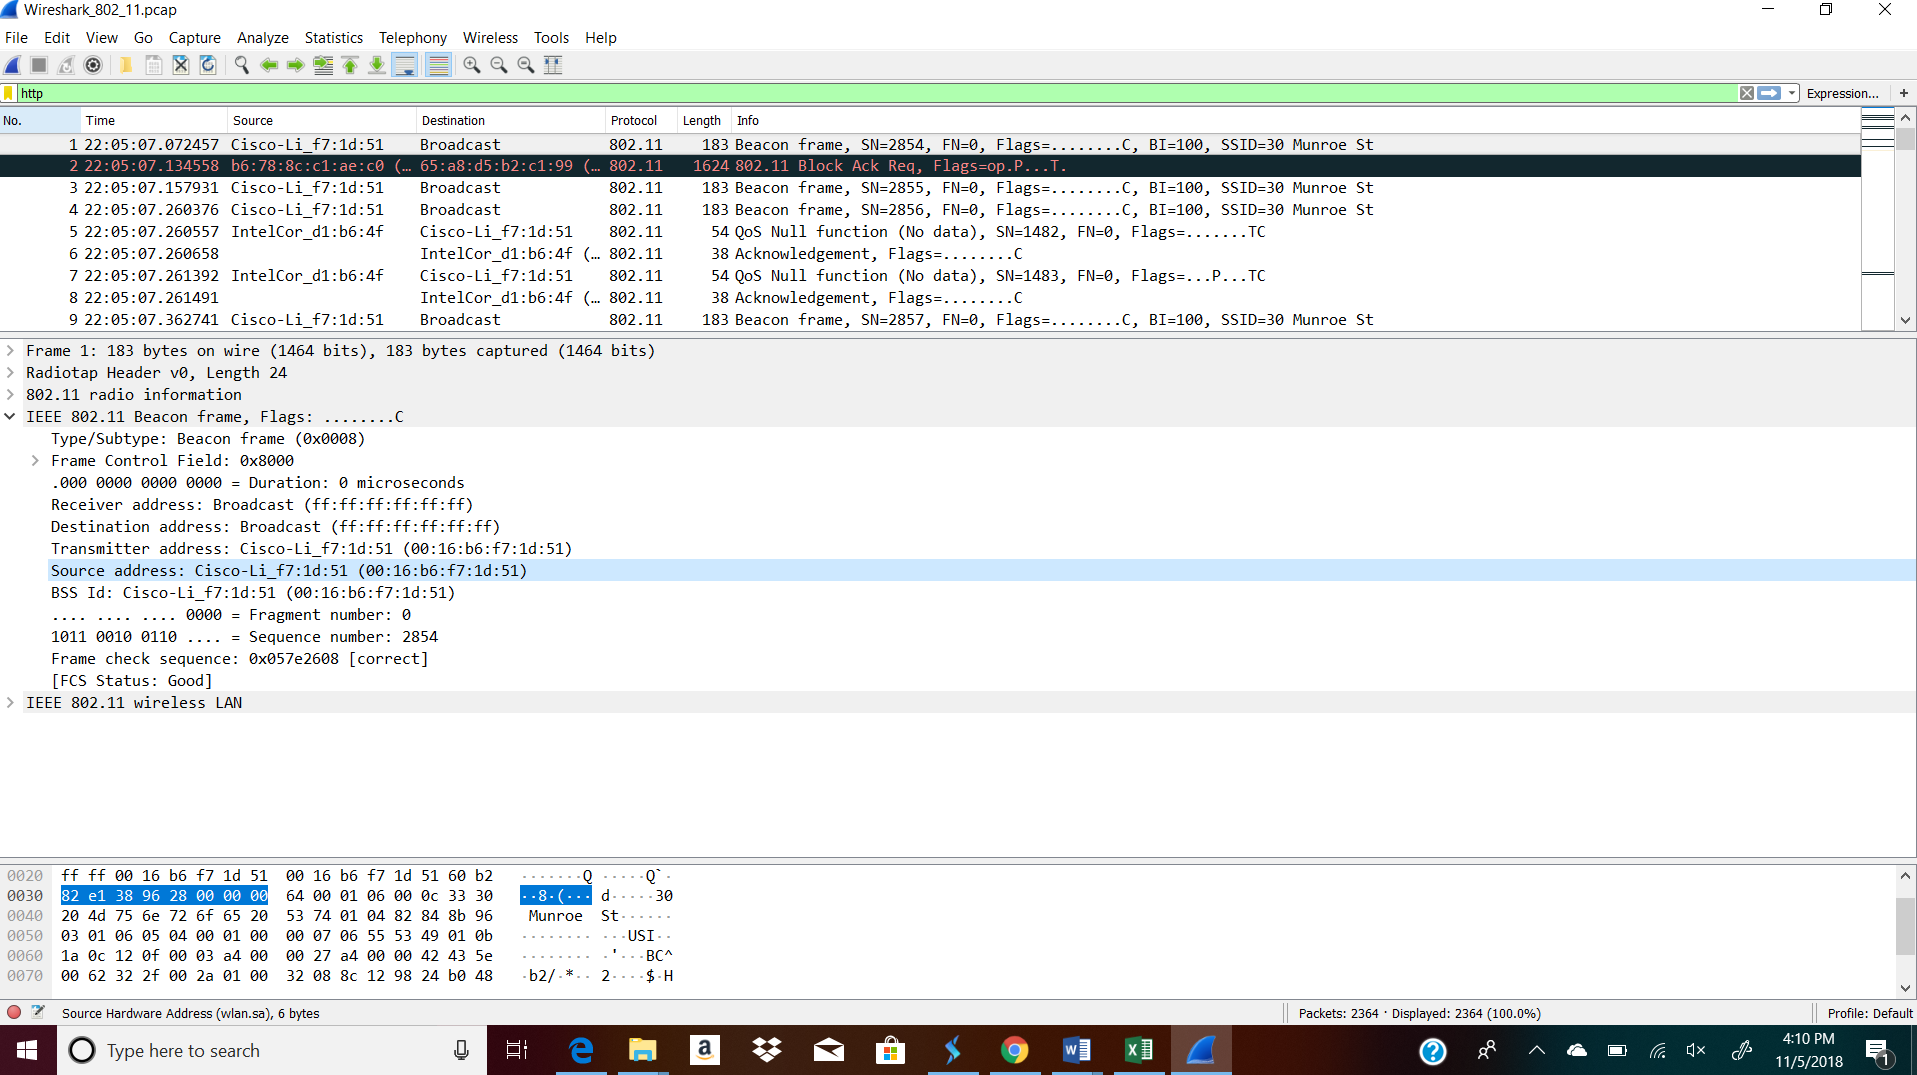 Wireshark_802_11.pcap
File Edit View Go Capture Analyze Statistics Telephony Wireless Tools Help
http Expression... +
No. Time Source Destination Protocol Length Info
1 22:05:07.072457 Cisco-Li_f7:1d:51 Broadcast 802.11 183 Beacon frame, SN=2854, FN=0, Flags=........C, BI=100, SSID=30 Munroe St
2 22:05:07.134558 b6:78:8c:c1:ae:c0 (… 65:a8:d5:b2:c1:99 (… 802.11 1624 802.11 Block Ack Req, Flags=op.P...T.
3 22:05:07.157931 Cisco-Li_f7:1d:51 Broadcast 802.11 183 Beacon frame, SN=2855, FN=0, Flags=........C, BI=100, SSID=30 Munroe St
4 22:05:07.260376 Cisco-Li_f7:1d:51 Broadcast 802.11 183 Beacon frame, SN=2856, FN=0, Flags=........C, BI=100, SSID=30 Munroe St
5 22:05:07.260557 IntelCor_d1:b6:4f Cisco-Li_f7:1d:51 802.11 54 QoS Null function (No data), SN=1482, FN=0, Flags=.......TC
6 22:05:07.260658 IntelCor_d1:b6:4f (… 802.11 38 Acknowledgement, Flags=........C
7 22:05:07.261392 IntelCor_d1:b6:4f Cisco-Li_f7:1d:51 802.11 54 QoS Null function (No data), SN=1483, FN=0, Flags=...P...TC
8 22:05:07.261491 IntelCor_d1:b6:4f (… 802.11 38 Acknowledgement, Flags=........C
9 22:05:07.362741 Cisco-Li_f7:1d:51 Broadcast 802.11 183 Beacon frame, SN=2857, FN=0, Flags=........C, BI=100, SSID=30 Munroe St
Frame 1: 183 bytes on wire (1464 bits), 183 bytes captured (1464 bits)
Radiotap Header v0, Length 24
802.11 radio information
IEEE 802.11 Beacon frame, Flags: ........C
Type/Subtype: Beacon frame (0x0008)
Frame Control Field: 0x8000
.000 0000 0000 0000 = Duration: 0 microseconds
Receiver address: Broadcast (ff:ff:ff:ff:ff:ff)
Destination address: Broadcast (ff:ff:ff:ff:ff:ff)
Transmitter address: Cisco-Li_f7:1d:51 (00:16:b6:f7:1d:51)
Source address: Cisco-Li_f7:1d:51 (00:16:b6:f7:1d:51)
BSS Id: Cisco-Li_f7:1d:51 (00:16:b6:f7:1d:51)
.... .... .... 0000 = Fragment number: 0
1011 0010 0110 .... = Sequence number: 2854
Frame check sequence: 0x057e2608 [correct]
[FCS Status: Good]
IEEE 802.11 wireless LAN
0020 ff ff 00 16 b6 f7 1d 51 00 16 b6 f7 1d 51 60 b2 ·······Q ·····Q`·
0030 82 e1 38 96 28 00 00 00 64 00 01 06 00 0c 33 30 ··8·(··· d·····30
0040 20 4d 75 6e 72 6f 65 20 53 74 01 04 82 84 8b 96 Munroe St······
0050 03 01 06 05 04 00 01 00 00 07 06 55 53 49 01 0b ········ ···USI··
0060 1a 0c 12 0f 00 03 a4 00 00 27 a4 00 00 42 43 5e ········ ·'···BC^
0070 00 62 32 2f 00 2a 01 00 32 08 8c 12 98 24 b0 48 ·b2/·*·· 2····$·H
Source Hardware Address (wlan.sa), 6 bytes Packets: 2364 · Displayed: 2364 (100.0%) Profile: Default
Type here to search
4:10 PM
11/5/2018
1